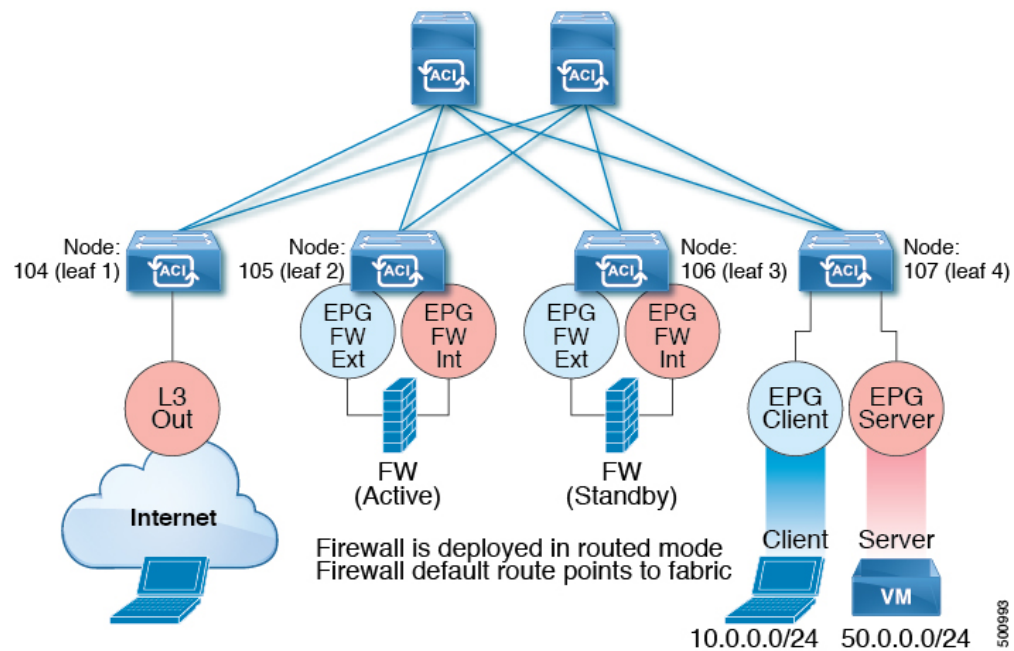 ACI
ACI
Node:
104 (leaf 1)
ACI
Node:
105 (leaf 2)
ACI
ACI
Node:
106 (leaf 3)
ACI
Node:
107 (leaf 4)
EPG
FW
Ext
EPG
FW
Int
EPG
FW
Ext
EPG
FW
Int
L3
Out
EPG
Client
EPG
Server
FW
(Active)
FW
(Standby)
Internet
Firewall is deployed in routed mode
Firewall default route points to fabric
Client
Server
VM
10.0.0.0/24
50.0.0.0/24
500993